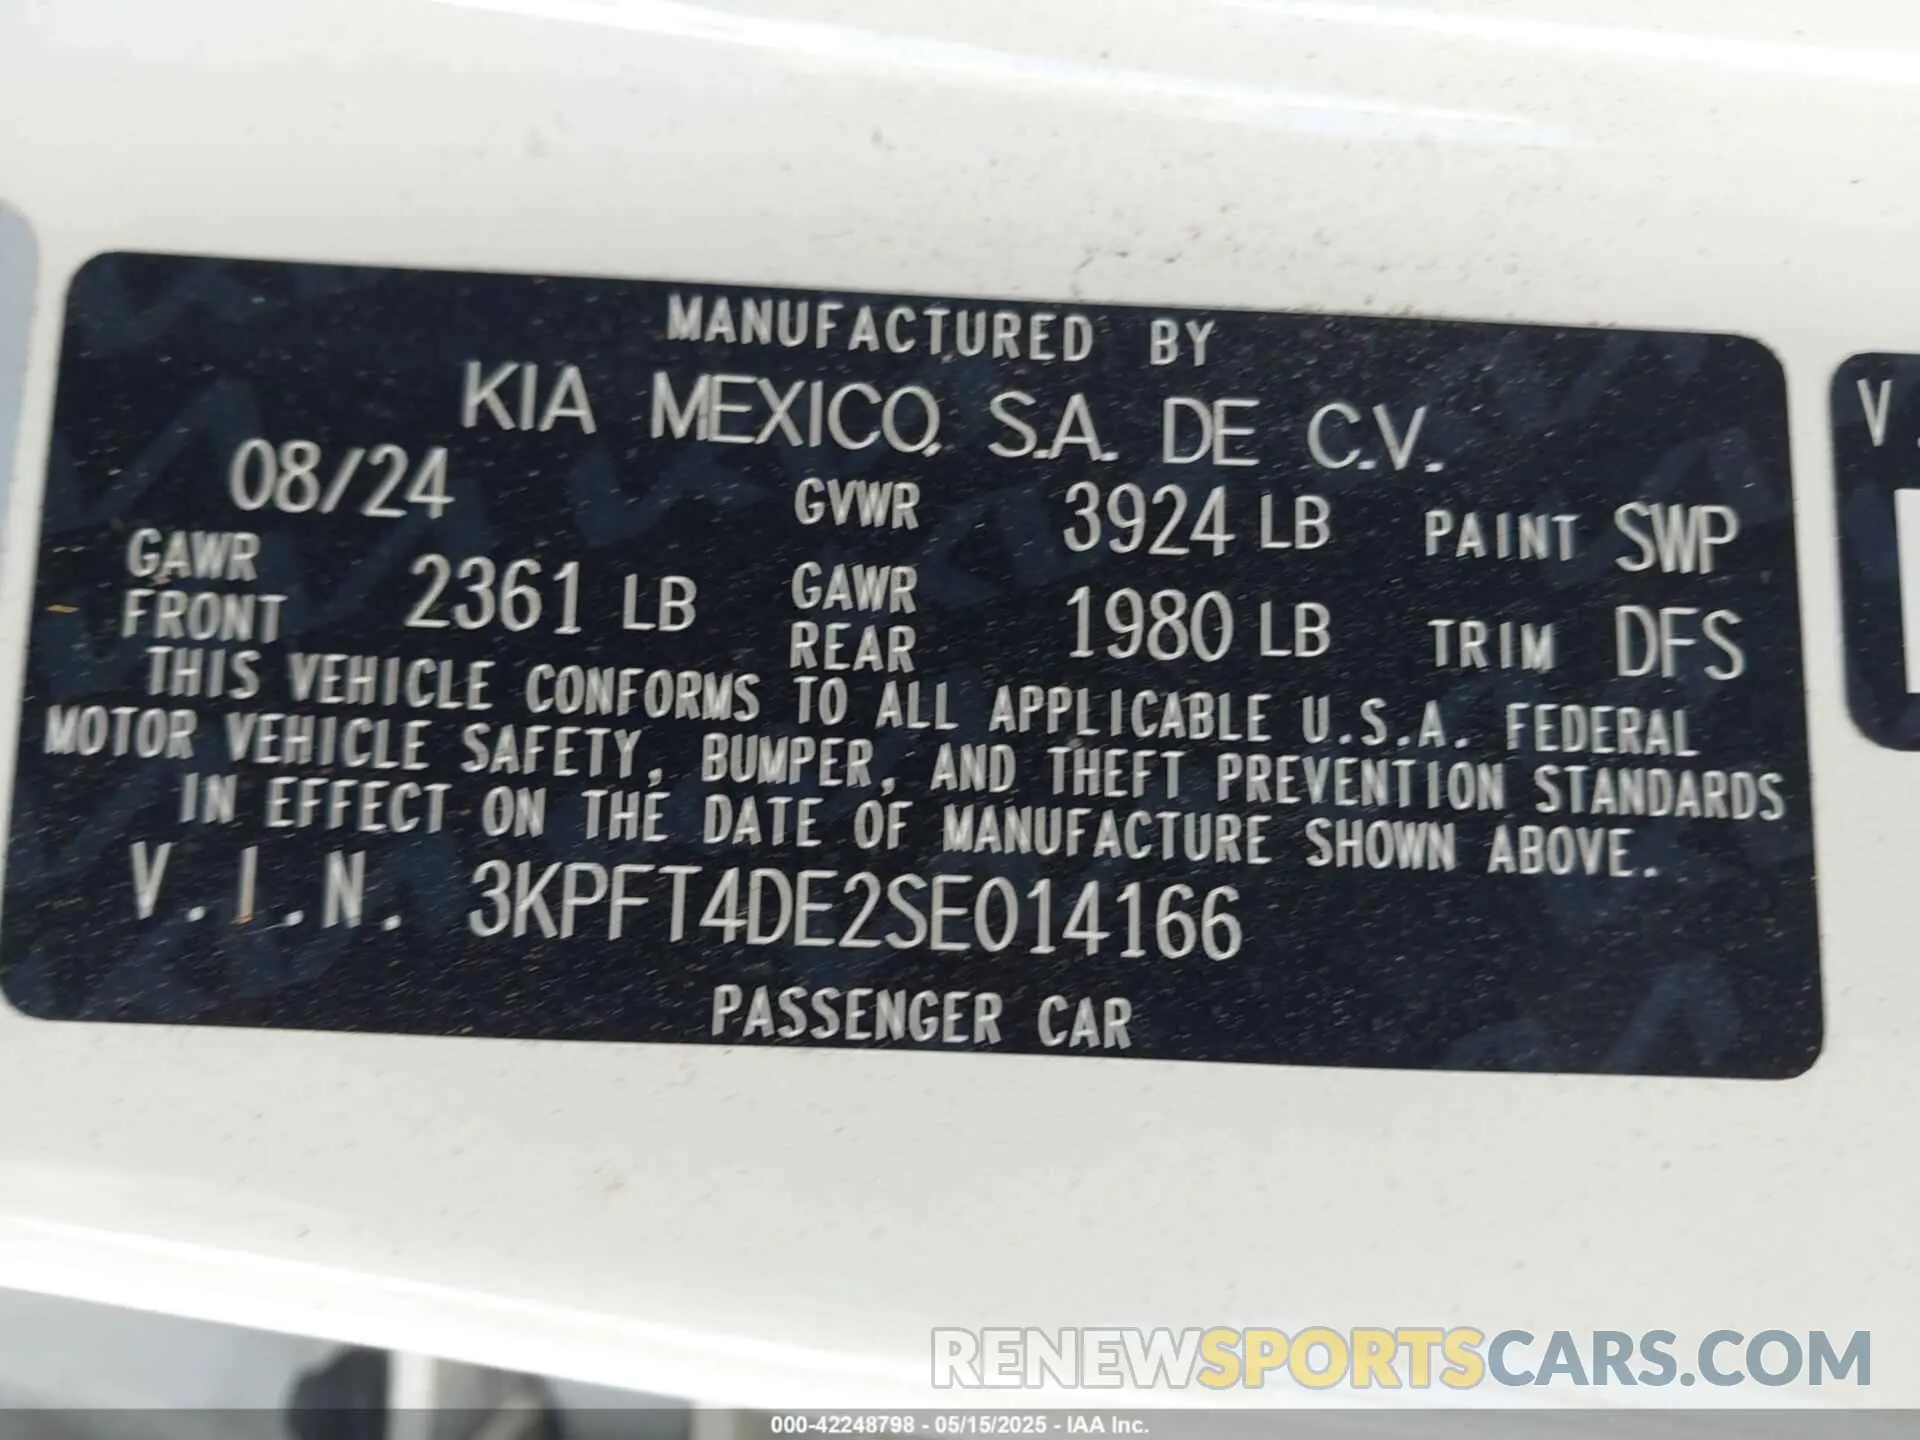 MANUFACTURED BY
KIA MEXICO, S.A. DE C.V.
08/24 GVWR 3924 LB PAINT SWP
GAWR FRONT 2361 LB GAWR REAR 1980 LB TRIM DFS
THIS VEHICLE CONFORMS TO ALL APPLICABLE U.S.A. FEDERAL
MOTOR VEHICLE SAFETY, BUMPER, AND THEFT PREVENTION STANDARDS
IN EFFECT ON THE DATE OF MANUFACTURE SHOWN ABOVE.
V.I.N. 3KPFT4DE2SE014166
PASSENGER CAR
V.
RENEWSPORTSCARS.COM
000-42248798 - 05/15/2025 - IAA Inc.